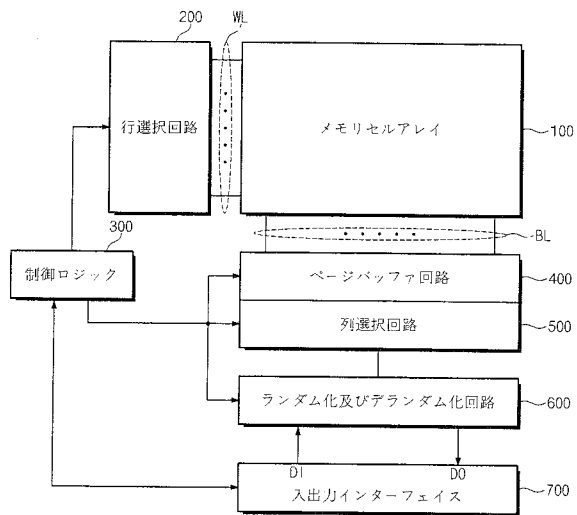 200
WL
行選択回路
メモリセルアレイ
100
300
BL
制御ロジック
ページバッファ回路
400
列選択回路
500
ランダム化及びデランダム化回路
600
DI
DO
入出力インターフェイス
700